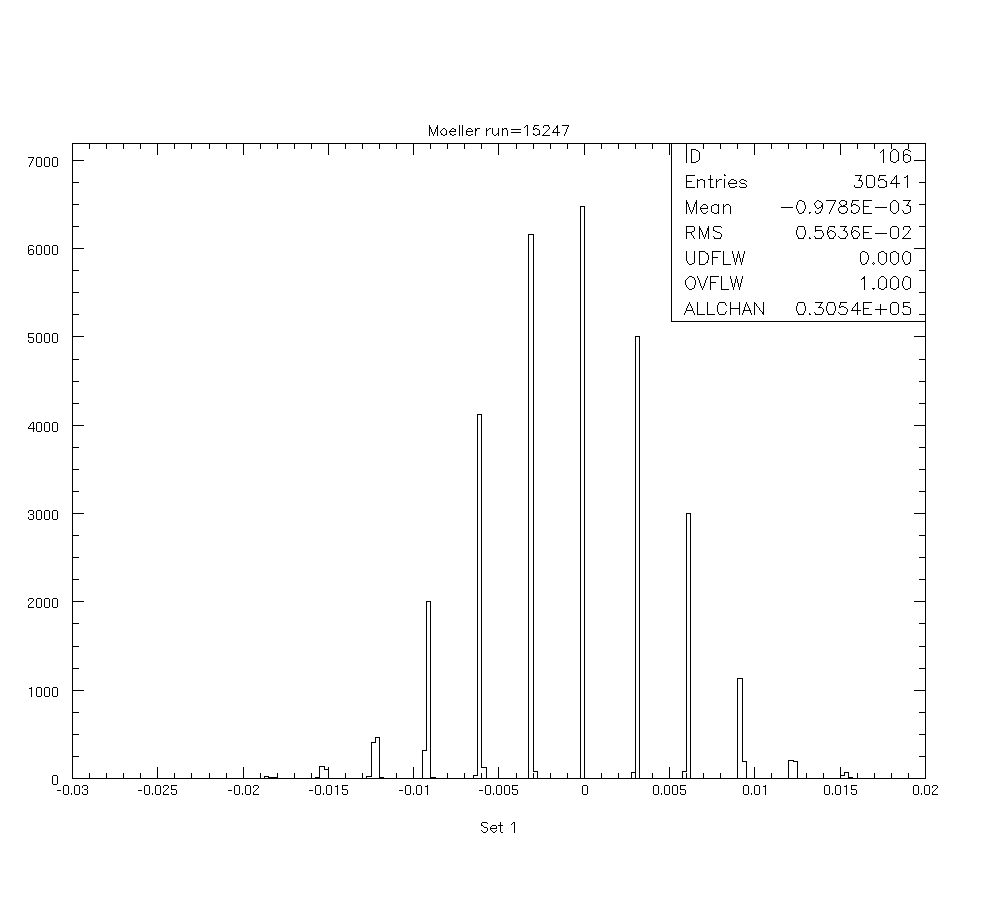 Moeller run=15247
ID 106
Entries 30541
Mean −0.9785E−03
RMS 0.5636E−02
UDFLW 0.000
OVFLW 1.000
ALLCHAN 0.3054E+05
7000
6000
5000
4000
3000
2000
1000
0
-0.03 -0.025 -0.02 -0.015 -0.01 -0.005 0 0.005 0.01 0.015 0.02
Set 1